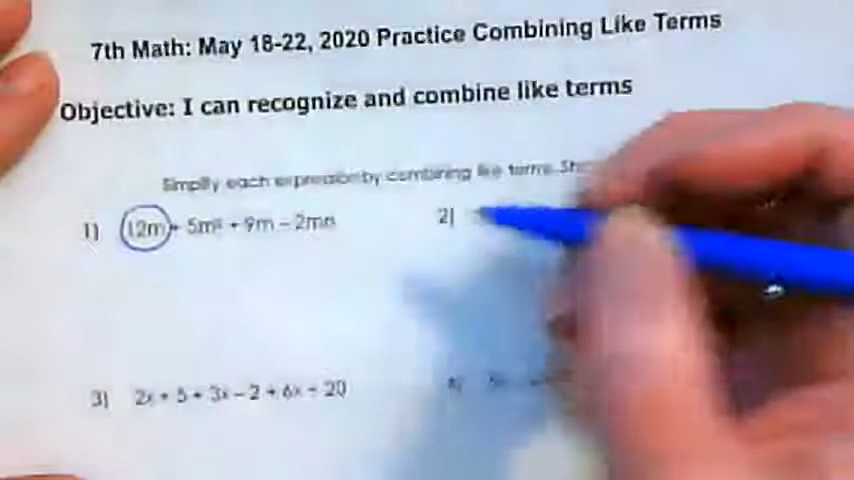 7th Math: May 18-22, 2020 Practice Combining Like Terms
Objective: I can recognize and combine like terms
Simplify each expression by combining like terms.
1) 12m + 5m² + 9m - 2mn
2)
3) 2x + 5 + 3x - 2 + 6x - 20